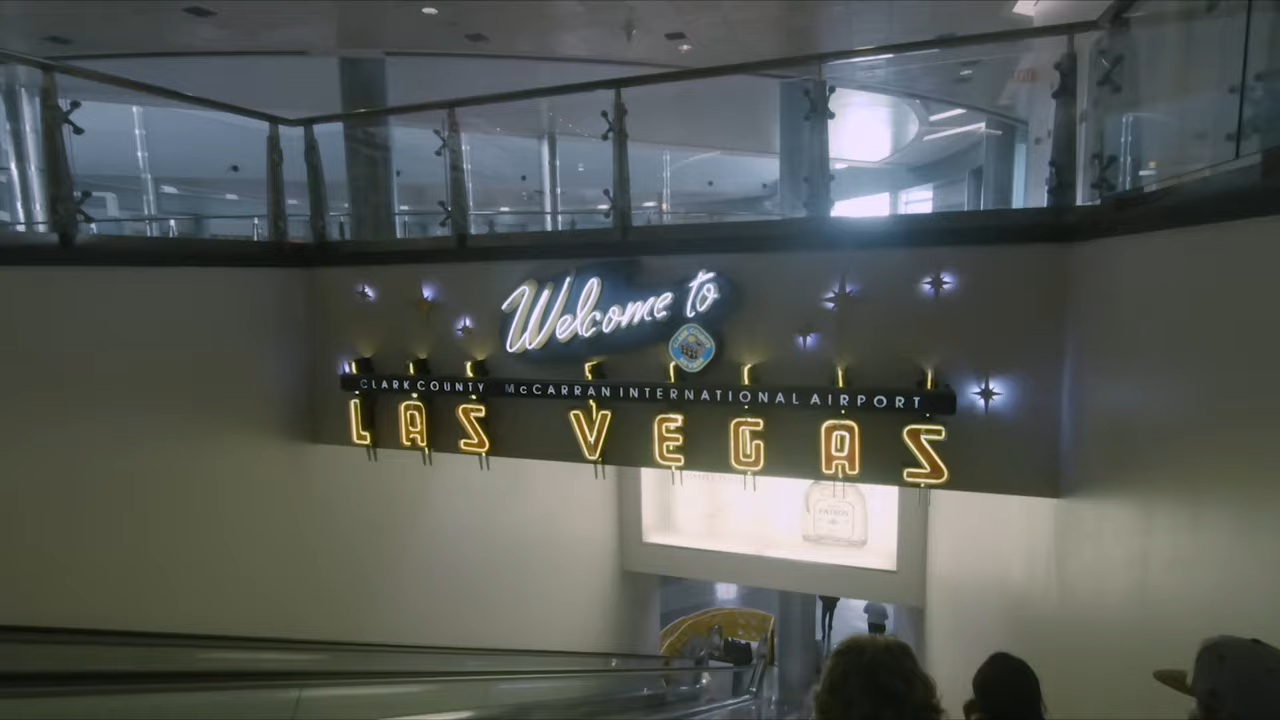 Welcome to
CLARK COUNTY McCARRAN INTERNATIONAL AIRPORT
LAS VEGAS
PATRÓN